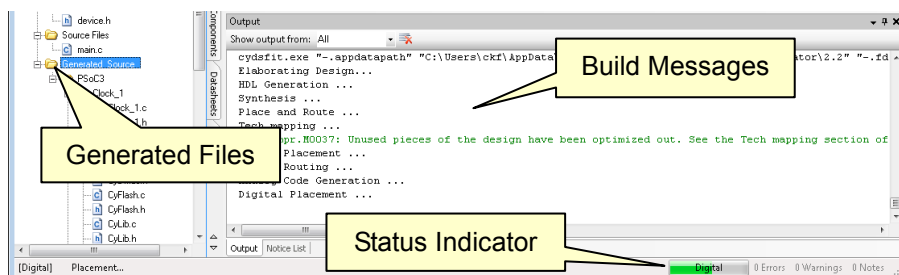 device.h
Source Files
main.c
Generated_Source
PSoC3
Clock_1
Clock_1.c
1.h
CyFlash.c
CyFlash.h
CyLib.c
CyLib.h
Components
Datasheets
Output
Show output from: All
cydsfit.exe "-.appdatapath" "C:\Users\ckf\AppData
ator\2.2" "-.fd
Elaborating Design...
HDL Generation ...
Synthesis ...
Place and Route ...
Tech mapping ...
M0037: Unused pieces of the design have been optimized out. See the Tech mapping section of
Placement ...
Routing ...
Code Generation ...
Digital Placement ...
Build Messages
Generated Files
Status Indicator
Output Notice List
[Digital] Placement...
Digital 0 Errors 0 Warnings 0 Notes